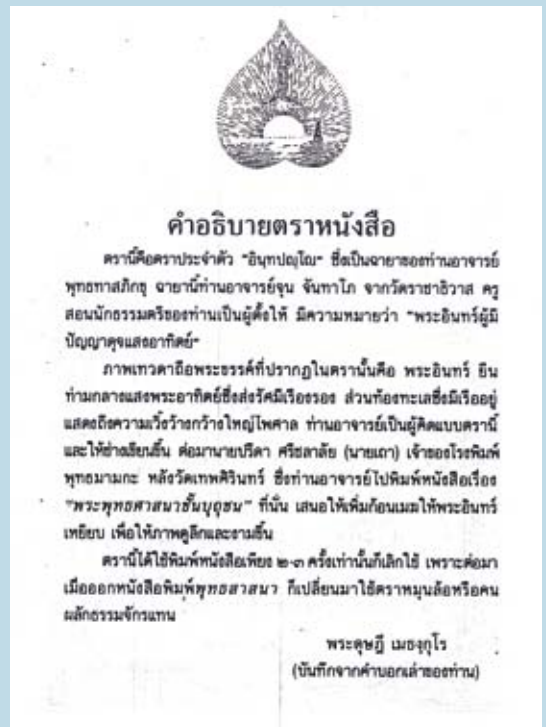 คำอธิบายตราหนังสือ
ตรานี้คือตราประจำตัว "อินฺทปญฺโญ" ซึ่งเป็นฉายาของท่านอาจารย์
พุทธทาสภิกขุ ฉายานี้ท่านอาจารย์จุน จันทาโภ จากวัดราชาธิวาส ครู
สอนนักธรรมตรีของท่านเป็นผู้ตั้งให้ มีความหมายว่า "พระอินทร์ผู้มี
ปัญญาดุจแสงอาทิตย์"
ภาพเทวดาถือพระขรรค์ที่ปรากฏในตรานั้นคือ พระอินทร์ ยืน
ท่ามกลางแสงพระอาทิตย์ซึ่งส่งรัศมีเรืองรอง ส่วนท้องทะเลซึ่งมีเรืออยู่
แสดงถึงความเวิ้งว้างกว้างใหญ่ไพศาล ท่านอาจารย์เป็นผู้คิดแบบตรานี้
และให้ช่างเขียนขึ้น ต่อมานายปรีดา ศรีชลาลัย (นายเถา) เจ้าของโรงพิมพ์
พุทธมามกะ หลังวัดเทพศิรินทร์ ซึ่งท่านอาจารย์ไปพิมพ์หนังสือเรื่อง
"พระพุทธศาสนาชั้นบุถุชน" ที่นั่น เสนอให้เพิ่มก้อนเมฆให้พระอินทร์
เหยียบ เพื่อให้ภาพดูลึกและงามขึ้น
ตรานี้ได้ใช้พิมพ์หนังสือเพียง ๒-๓ ครั้งเท่านั้นก็เลิกใช้ เพราะต่อมา
เมื่อออกหนังสือพิมพ์พุทธสาสนา ก็เปลี่ยนมาใช้ตราหมุนล้อหรือคน
ผลักธรรมจักรแทน
พระดุษฎี เมธงฺกุโร
(บันทึกจากคำบอกเล่าของท่าน)